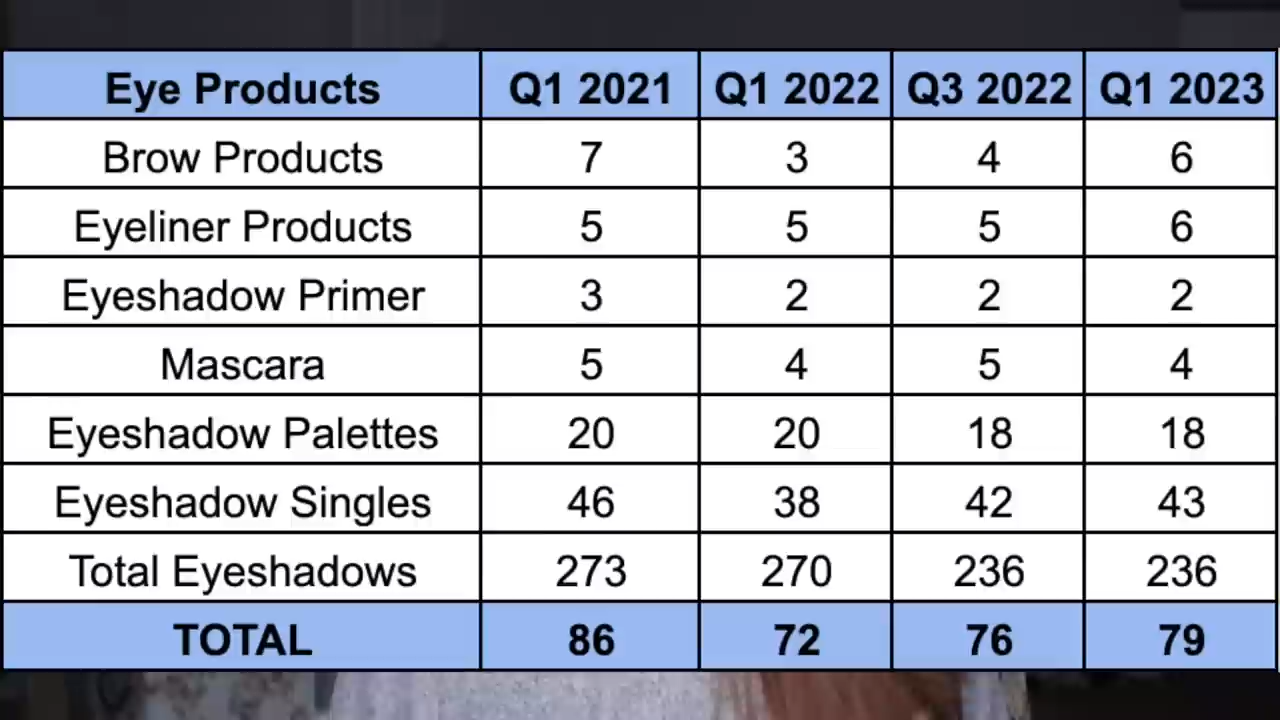 Eye Products Q1 2021 Q1 2022 Q3 2022 Q1 2023
Brow Products 7 3 4 6
Eyeliner Products 5 5 5 6
Eyeshadow Primer 3 2 2 2
Mascara 5 4 5 4
Eyeshadow Palettes 20 20 18 18
Eyeshadow Singles 46 38 42 43
Total Eyeshadows 273 270 236 236
TOTAL 86 72 76 79